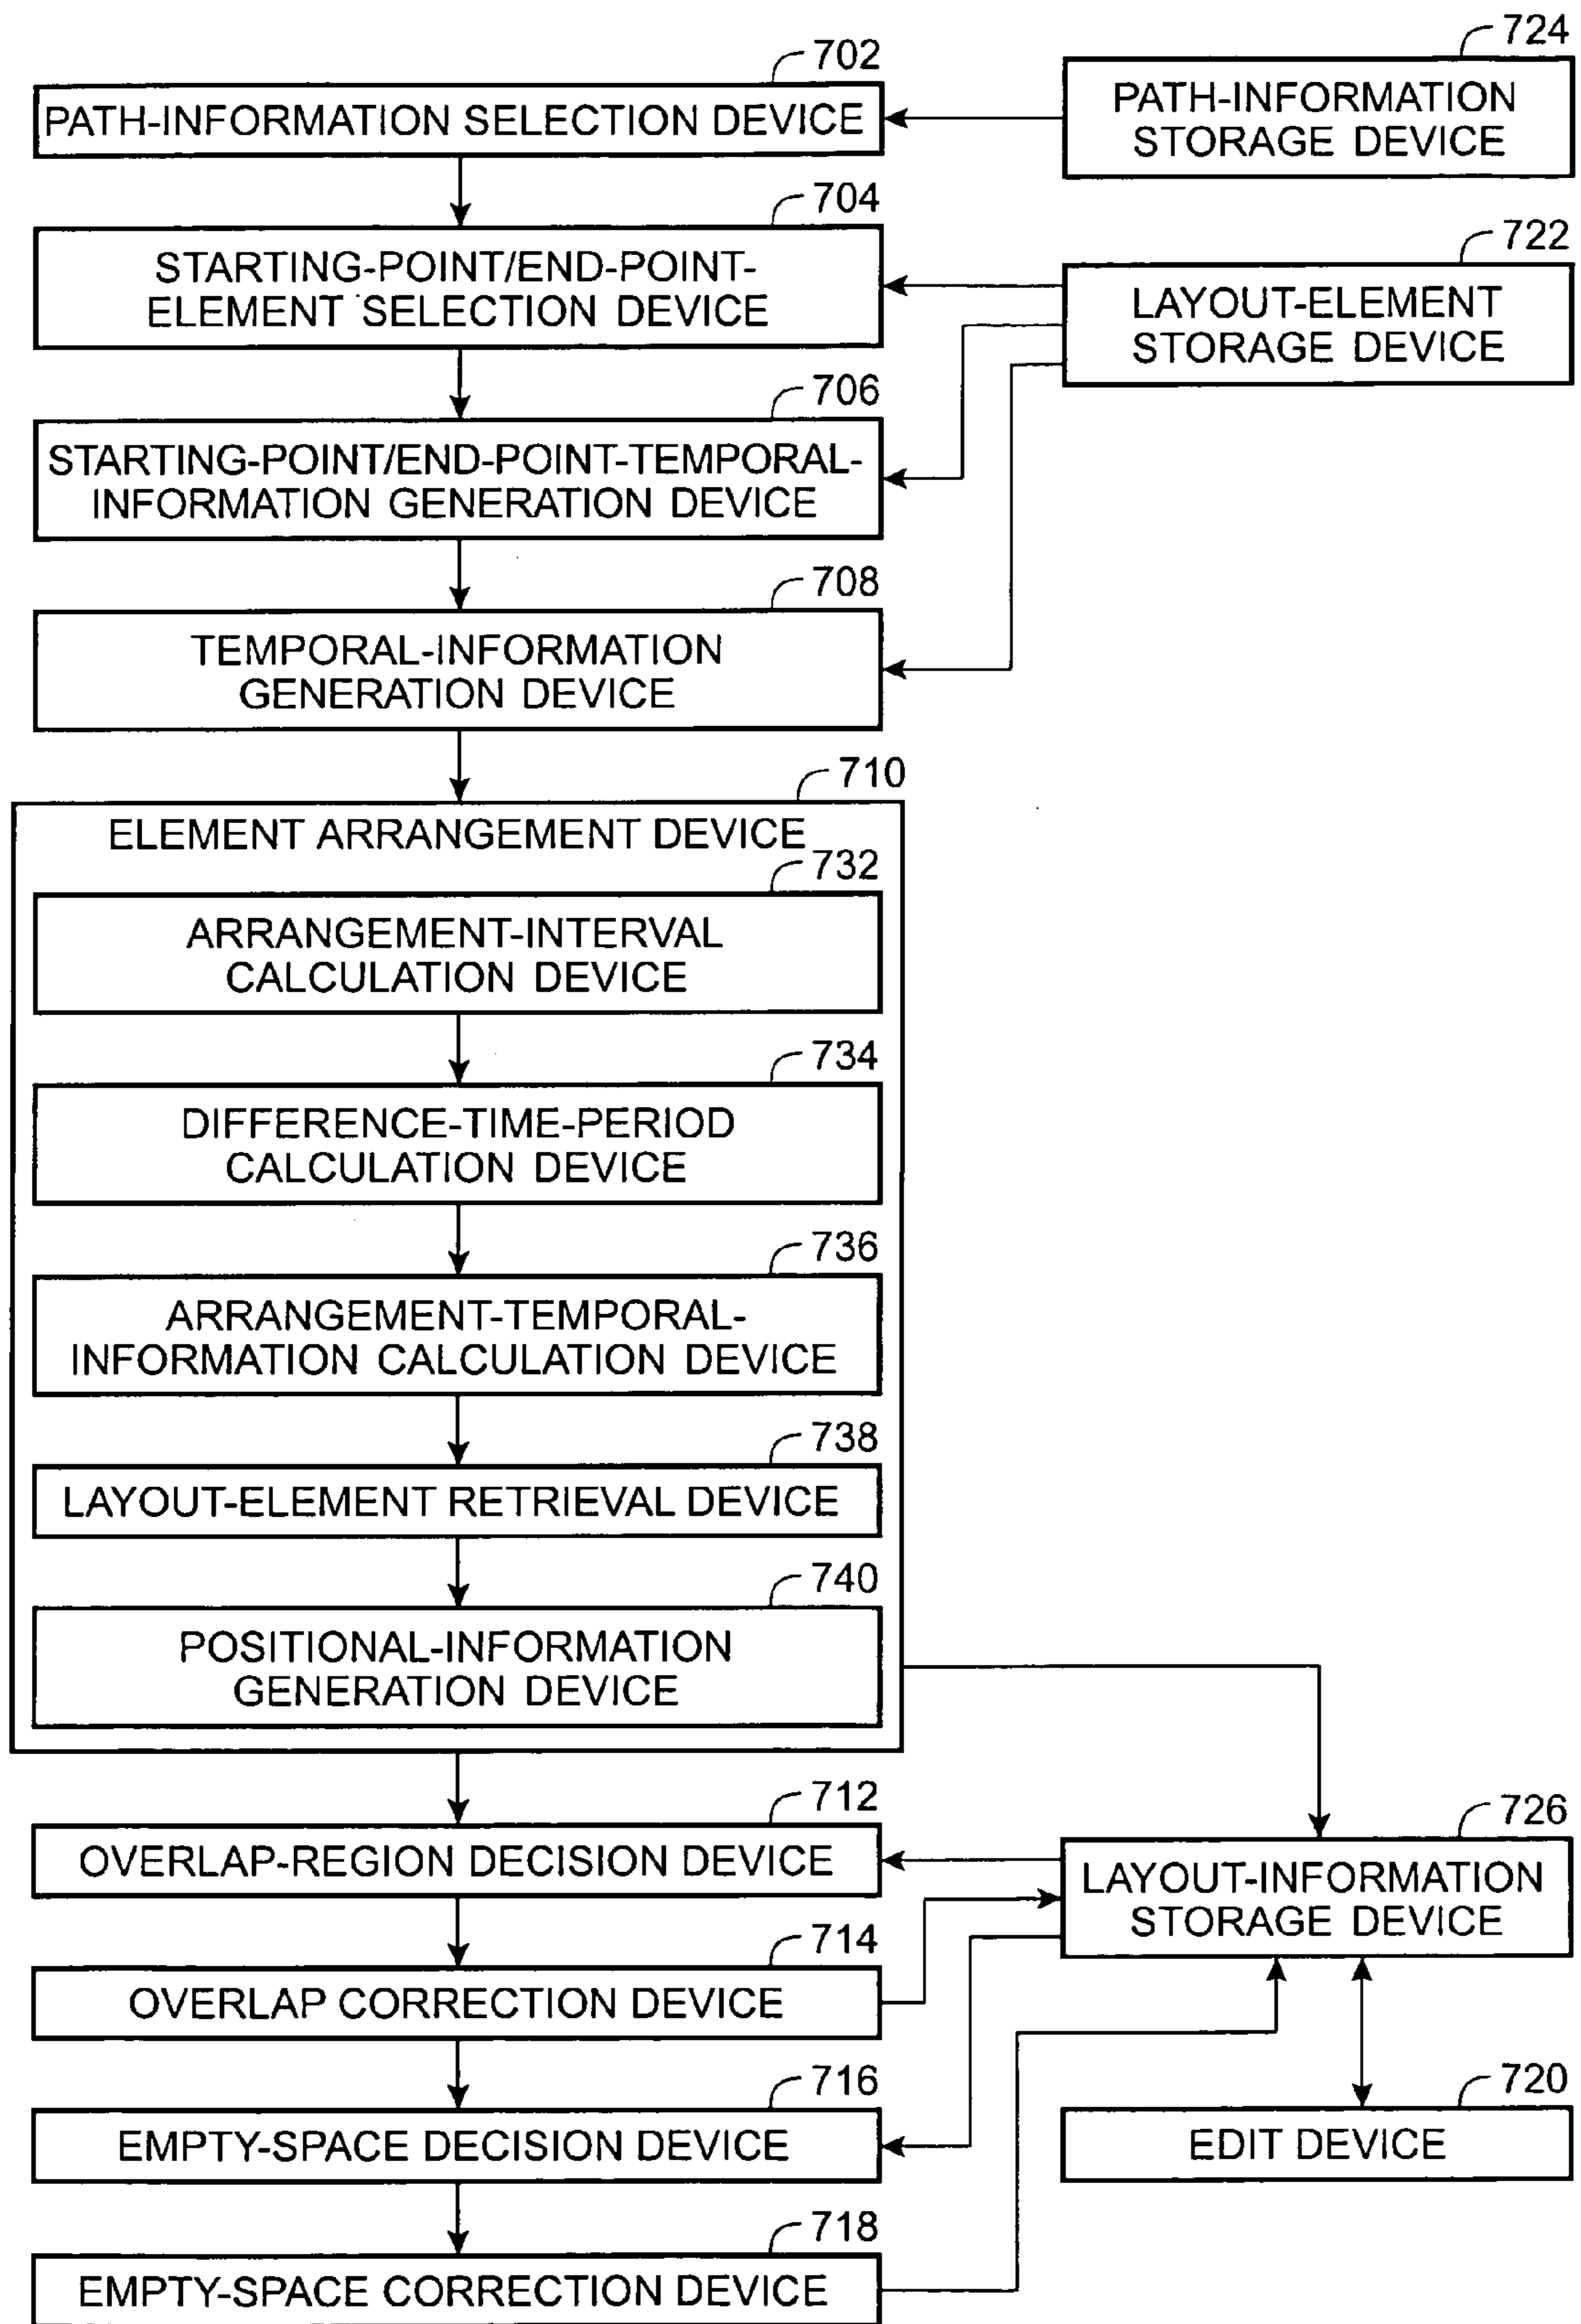 702
PATH-INFORMATION SELECTION DEVICE
724
PATH-INFORMATION
STORAGE DEVICE
704
STARTING-POINT/END-POINT-
ELEMENT SELECTION DEVICE
722
LAYOUT-ELEMENT
STORAGE DEVICE
706
STARTING-POINT/END-POINT-TEMPORAL-
INFORMATION GENERATION DEVICE
708
TEMPORAL-INFORMATION
GENERATION DEVICE
710
ELEMENT ARRANGEMENT DEVICE
732
ARRANGEMENT-INTERVAL
CALCULATION DEVICE
734
DIFFERENCE-TIME-PERIOD
CALCULATION DEVICE
736
ARRANGEMENT-TEMPORAL-
INFORMATION CALCULATION DEVICE
738
LAYOUT-ELEMENT RETRIEVAL DEVICE
740
POSITIONAL-INFORMATION
GENERATION DEVICE
712
OVERLAP-REGION DECISION DEVICE
726
LAYOUT-INFORMATION
STORAGE DEVICE
714
OVERLAP CORRECTION DEVICE
716
EMPTY-SPACE DECISION DEVICE
720
EDIT DEVICE
718
EMPTY-SPACE CORRECTION DEVICE